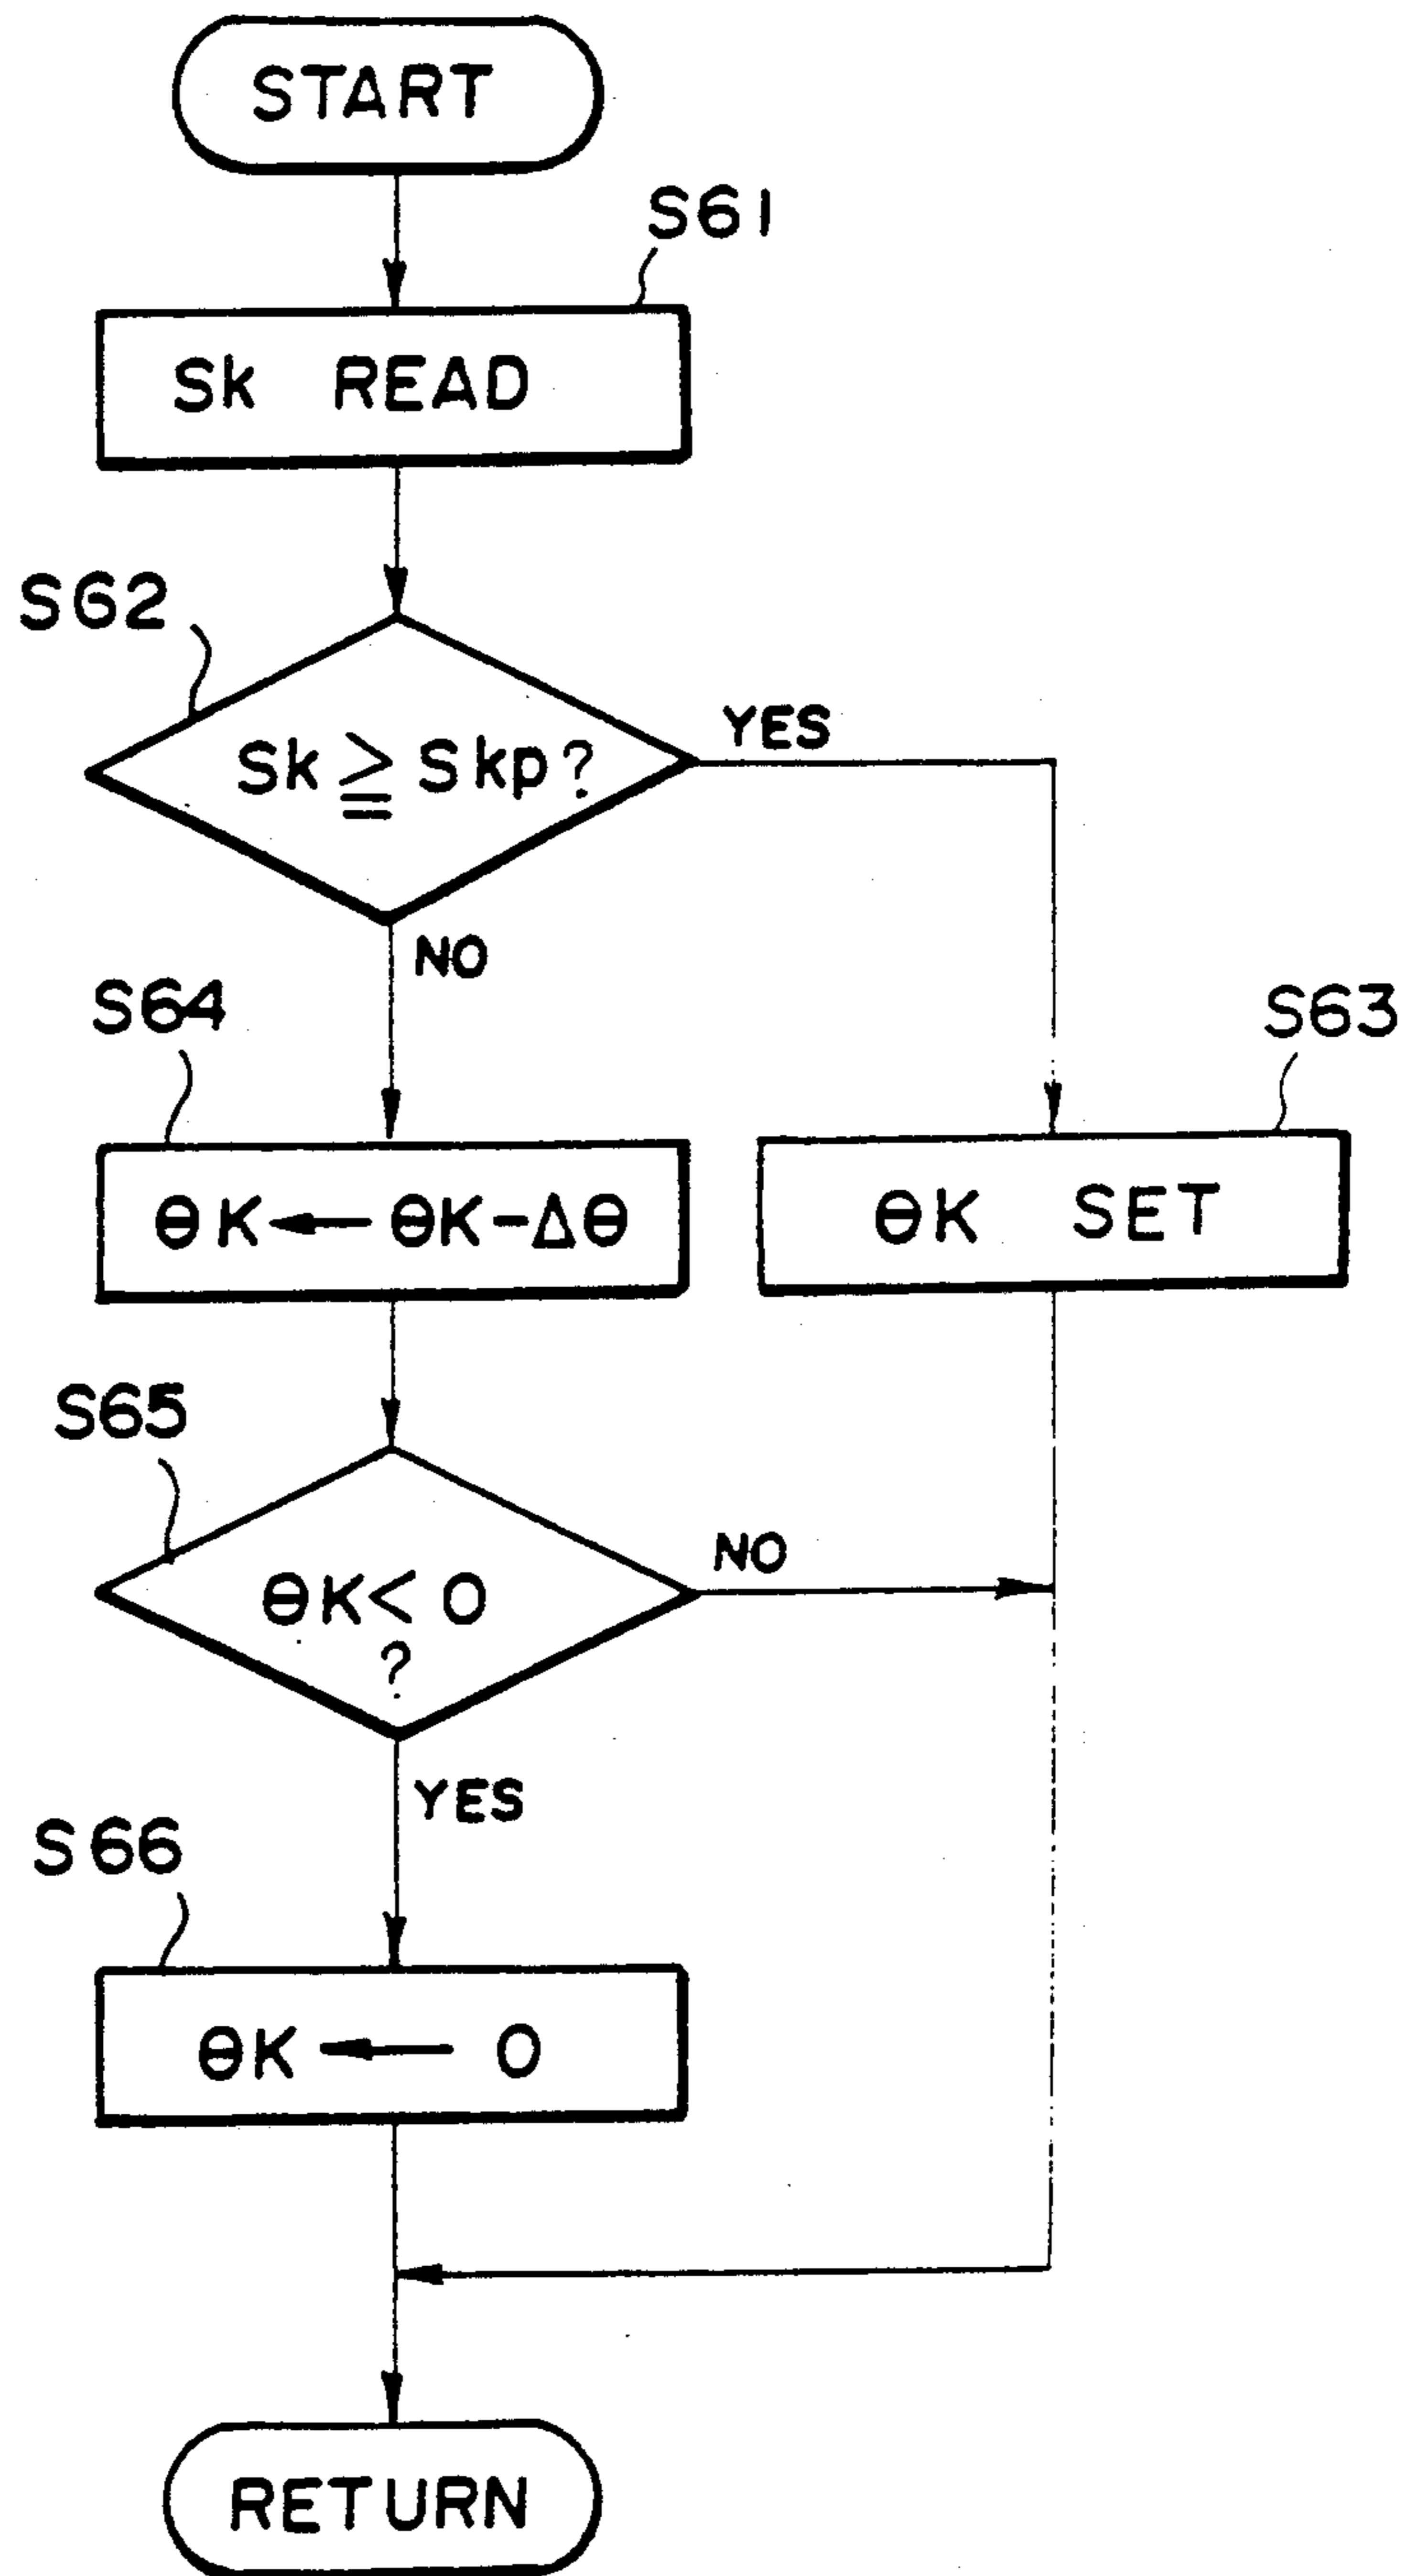 START
S61
Sk READ
S62
Sk ≧ Skp ?
YES
NO
S64
S63
θK ← θK-Δθ
θK SET
S65
θK < 0
?
NO
YES
S66
θK ← 0
RETURN